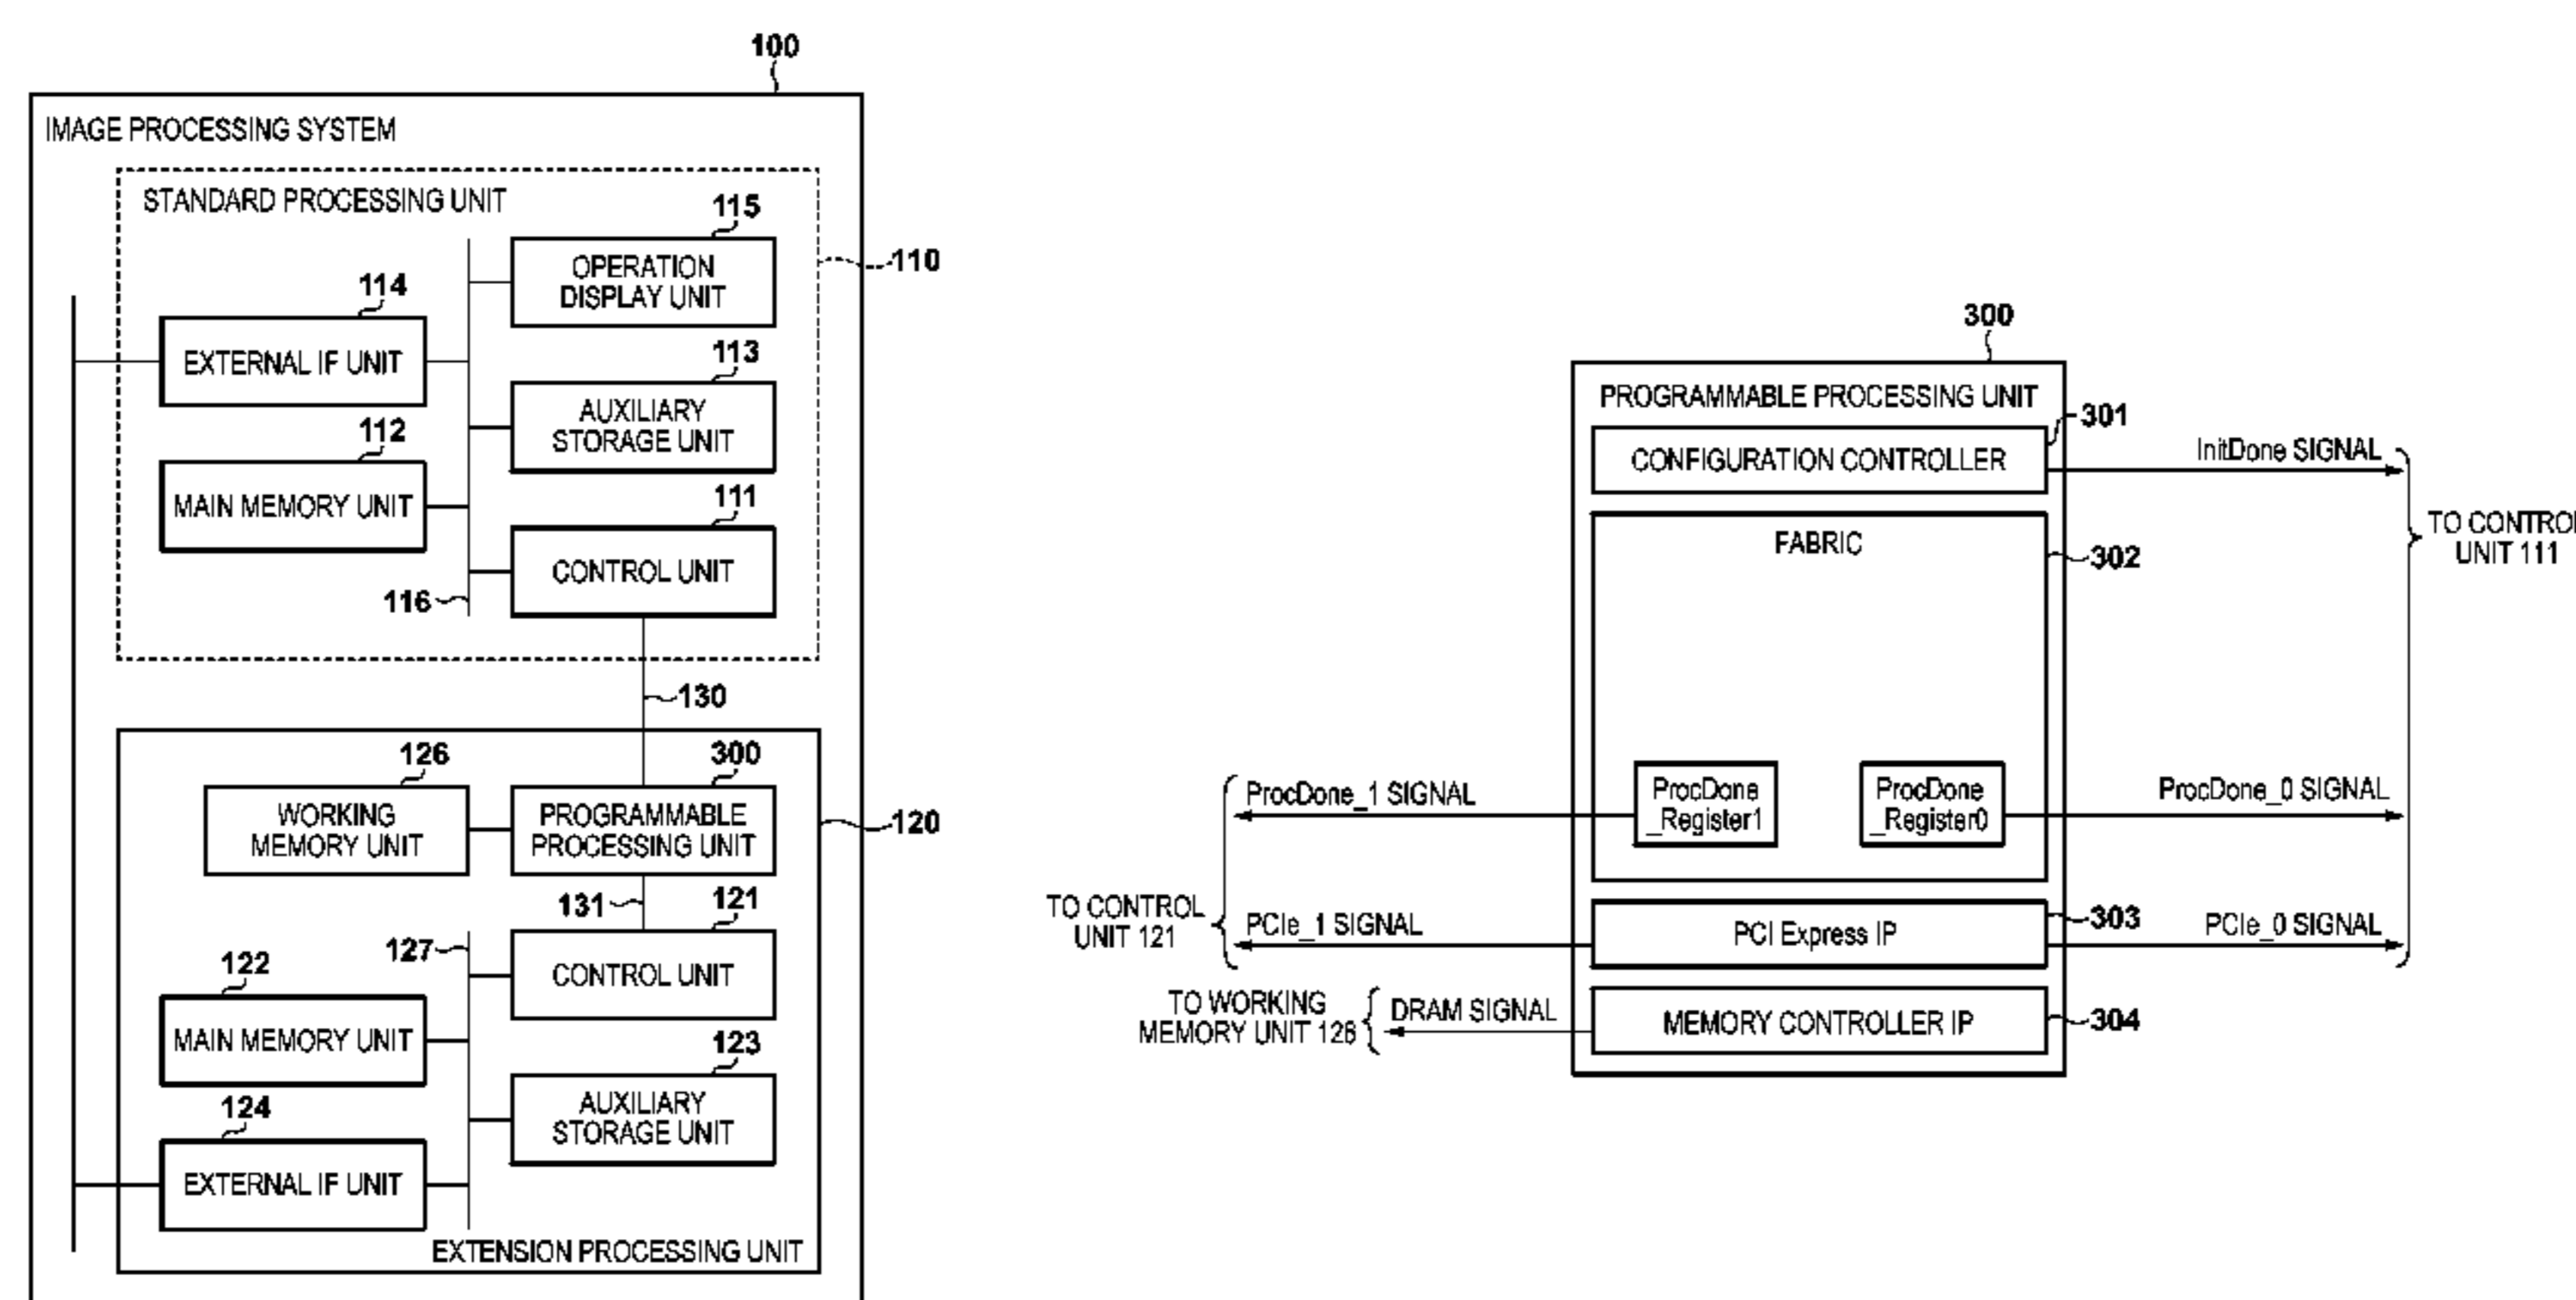 100
IMAGE PROCESSING SYSTEM
STANDARD PROCESSING UNIT
115
OPERATION
DISPLAY UNIT
110
114
EXTERNAL IF UNIT
113
AUXILIARY
STORAGE UNIT
112
MAIN MEMORY UNIT
111
CONTROL UNIT
116
130
126
WORKING
MEMORY UNIT
300
PROGRAMMABLE
PROCESSING UNIT
120
131
121
127
CONTROL UNIT
122
MAIN MEMORY UNIT
123
AUXILIARY
STORAGE UNIT
124
EXTERNAL IF UNIT
EXTENSION PROCESSING UNIT
300
PROGRAMMABLE PROCESSING UNIT
301
CONFIGURATION CONTROLLER
InitDone SIGNAL
TO CONTROL
UNIT 111
FABRIC
302
ProcDone_1 SIGNAL
ProcDone
_Register1
ProcDone
_Register0
ProcDone_0 SIGNAL
TO CONTROL
UNIT 121
PCIe_1 SIGNAL
PCI Express IP
303
PCIe_0 SIGNAL
TO WORKING
MEMORY UNIT 126
DRAM SIGNAL
MEMORY CONTROLLER IP
304